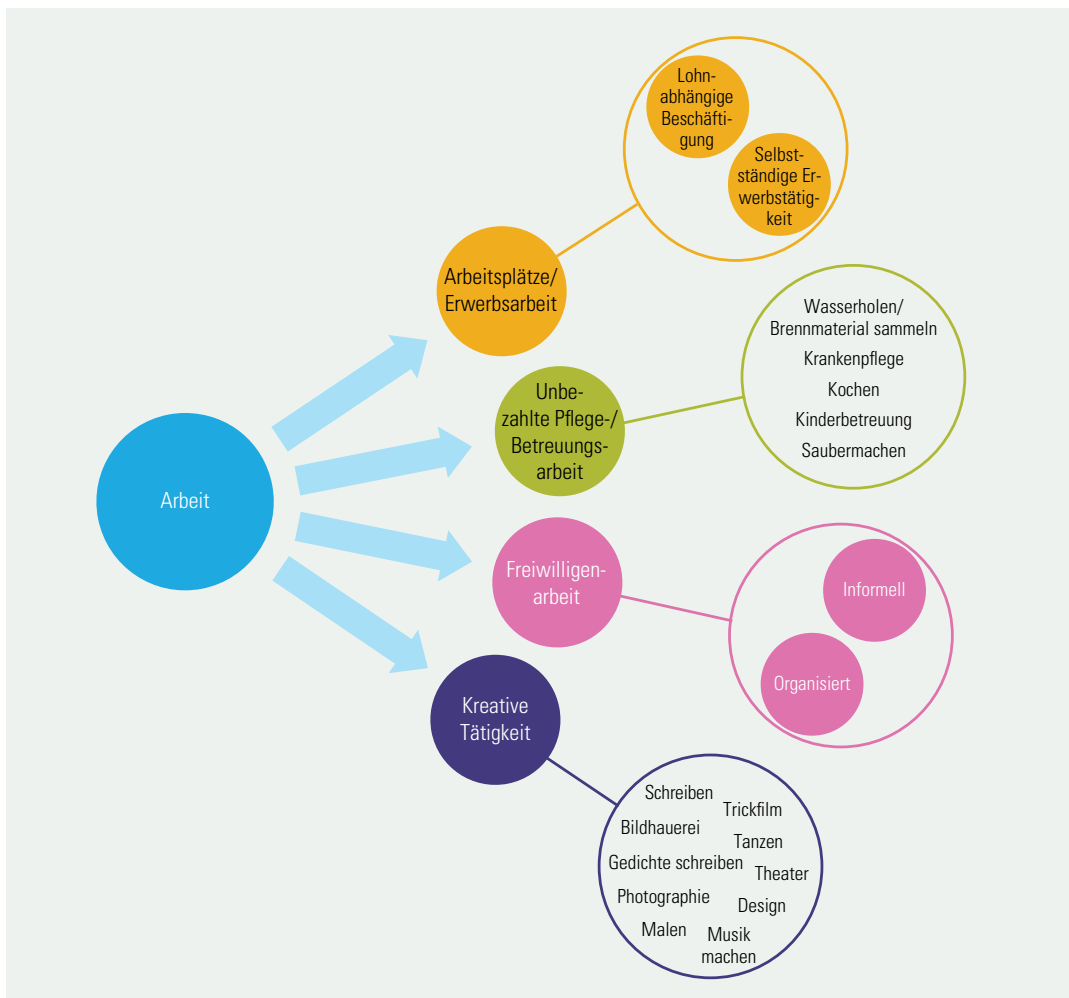 Lohn-
abhängige
Beschäfti-
gung
Selbst-
ständige Er-
werbstätig-
keit
Arbeitsplätze/
Erwerbsarbeit
Wasserholen/
Brennmaterial sammeln
Krankenpflege
Kochen
Kinderbetreuung
Saubermachen
Unbe-
zahlte Pflege-/
Betreuungs-
arbeit
Arbeit
Freiwilligen-
arbeit
Informell
Organisiert
Kreative
Tätigkeit
Schreiben
Trickfilm
Bildhauerei
Tanzen
Gedichte schreiben
Theater
Photographie
Design
Malen
Musik
machen